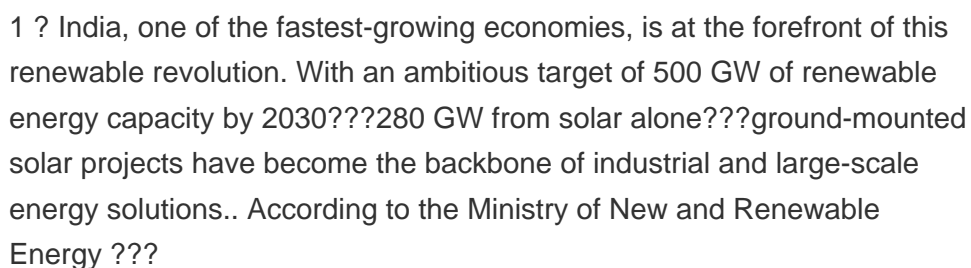 1 ? India, one of the fastest-growing economies, is at the forefront of this
renewable revolution. With an ambitious target of 500 GW of renewable
energy capacity by 2030???280 GW from solar alone???ground-mounted
solar projects have become the backbone of industrial and large-scale
energy solutions.. According to the Ministry of New and Renewable
Energy ???